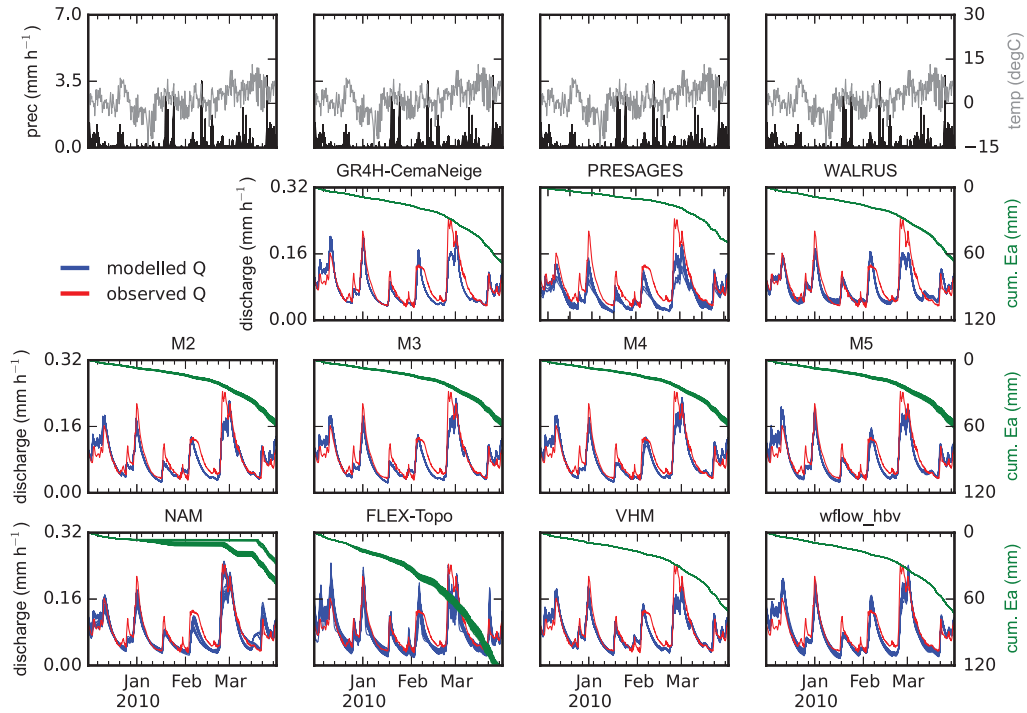 7.0
3.5
0.0
prec (mm h⁻¹)
30
15
0
−15
temp (degC)
GR4H-CemaNeige
PRESAGES
WALRUS
0.32
0.16
0.00
discharge (mm h⁻¹)
0
60
120
cum. Ea (mm)
modelled Q
observed Q
M2
M3
M4
M5
0.32
0.16
0.00
discharge (mm h⁻¹)
0
60
120
cum. Ea (mm)
NAM
FLEX-Topo
VHM
wflow_hbv
0.32
0.16
0.00
discharge (mm h⁻¹)
0
60
120
cum. Ea (mm)
Jan Feb Mar
2010
Jan Feb Mar
2010
Jan Feb Mar
2010
Jan Feb Mar
2010